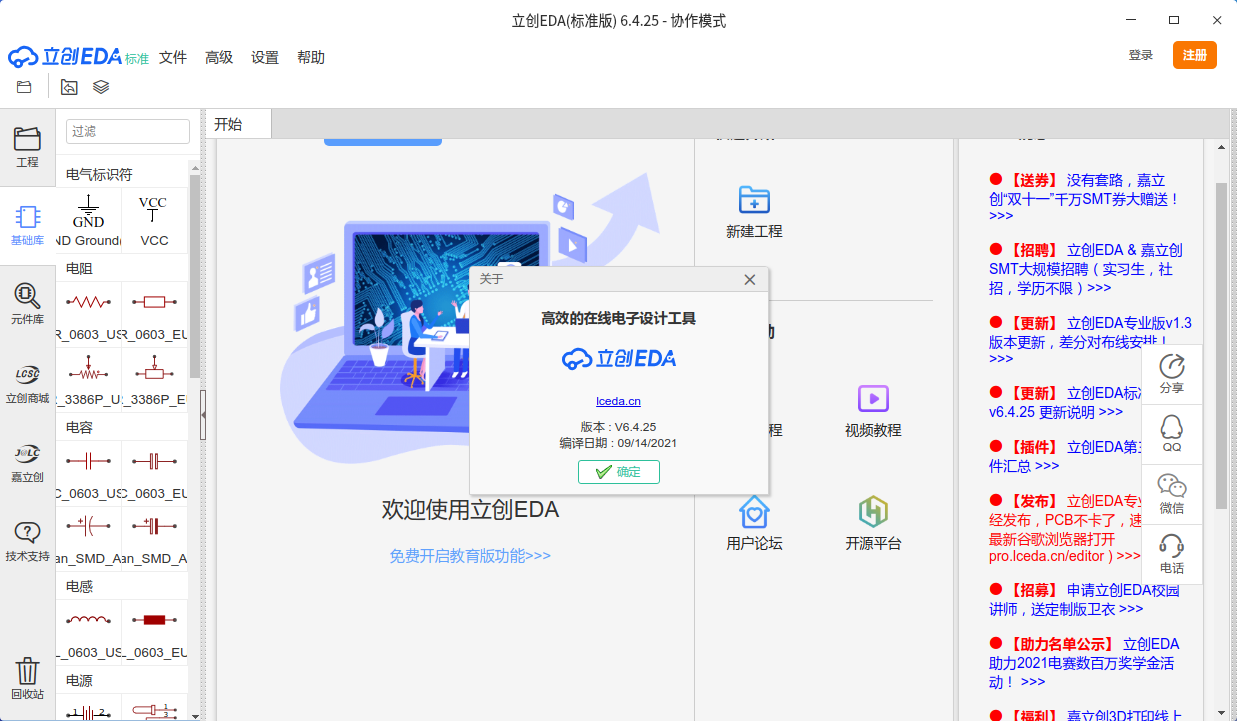 立创EDA(标准版) 6.4.25 - 协作模式
立创EDA 标准 文件 高级 设置 帮助
登录 注册
工程
基础库
元件库
立创商城
嘉立创
技术支持
回收站
过滤
电气标识符
GND VCC
ND Ground( VCC
电阻
R_0603_US R_0603_EU
R_3386P_US R_3386P_E
电容
C_0603_US C_0603_EU
an_SMD_A an_SMD_A
电感
L_0603_US L_0603_EU
电源
1 2 1
3
开始
欢迎使用立创EDA
免费开启教育版功能>>>
新建工程
程
视频教程
用户论坛
开源平台
关于
高效的在线电子设计工具
立创EDA
lceda.cn
版本 : V6.4.25
编译日期 : 09/14/2021
确定
【送券】 没有套路，嘉立
创“双十一”千万SMT券大赠送！
>>>
【招聘】 立创EDA & 嘉立创
SMT大规模招聘（实习生，社
招，学历不限）>>>
【更新】 立创EDA专业版v1.3
版本更新，差分对布线安排！
>>>
【更新】 立创EDA标准
v6.4.25 更新说明 >>>
【插件】 立创EDA第三
件汇总 >>>
【发布】 立创EDA专业
经发布，PCB不卡了，速
最新谷歌浏览器打开
pro.lceda.cn/editor ) >>>
【招募】 申请立创EDA校园
讲师，送定制版卫衣 >>>
【助力名单公示】 立创EDA
助力2021电赛数百万奖学金活
动！ >>>
【福利】 嘉立创3D打印线上
分享
QQ
微信
电话